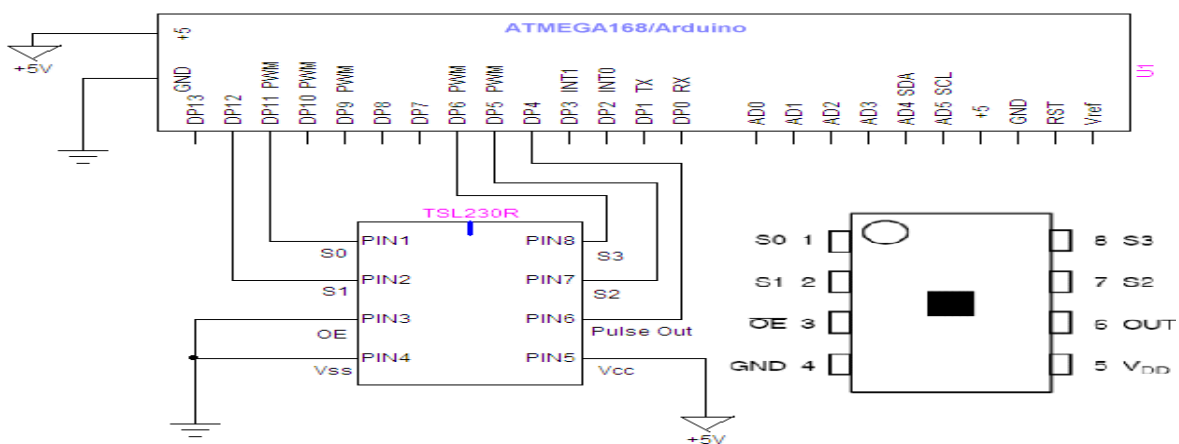 ATMEGA168/Arduino
U1
+5
GND
+5V
DP13
DP12
DP11 PWM
DP10 PWM
DP9 PWM
DP8
DP7
DP6 PWM
DP5 PWM
DP4
DP3 INT1
DP2 INT0
DP1 TX
DP0 RX
AD0
AD1
AD2
AD3
AD4 SDA
AD5 SCL
+5
GND
RST
Vref
TSL230R
PIN1 PIN8
S0 S3
PIN2 PIN7
S1 S2
PIN3 PIN6
OE Pulse Out
PIN4 PIN5
Vss Vcc
+5V
S0 1 8 S3
S1 2 7 S2
OE 3 6 OUT
GND 4 5 VDD